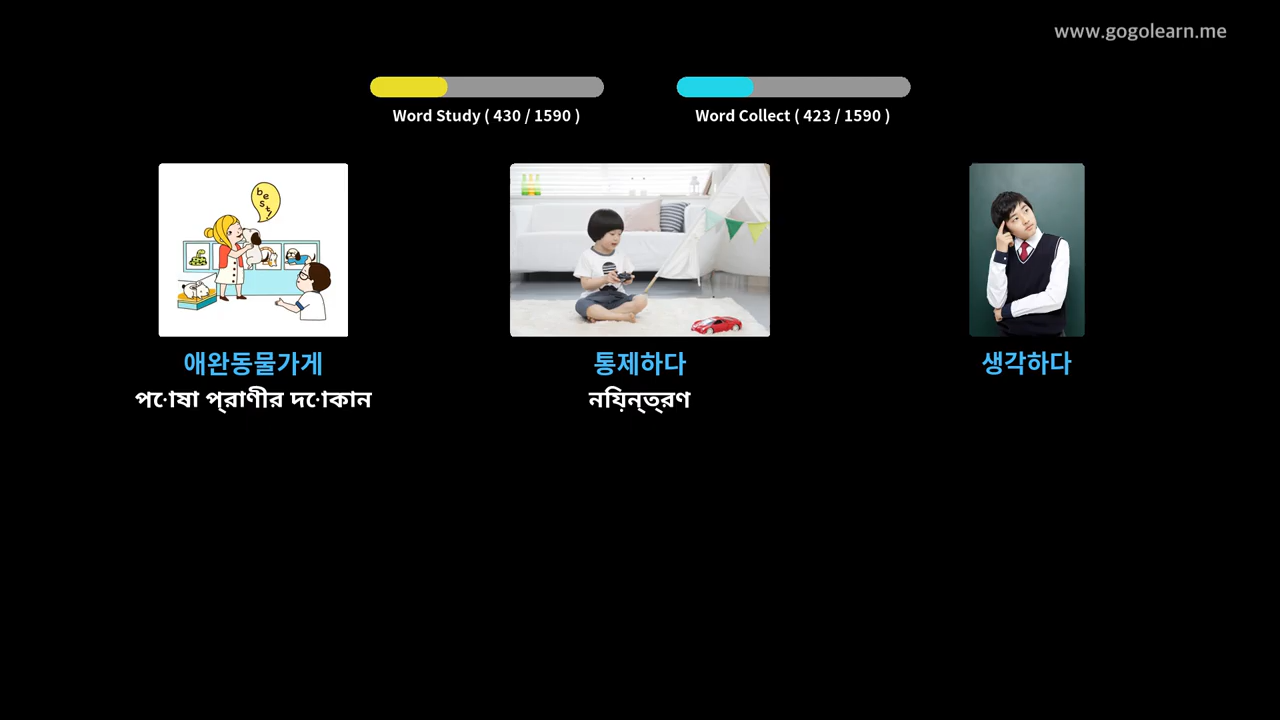 www.gogolearn.me
Word Study ( 430 / 1590 )
Word Collect ( 423 / 1590 )
best!
애완동물가게
통제하다
생각하다
পোষা প্রাণীর দোকান
নিয়ন্ত্রণ